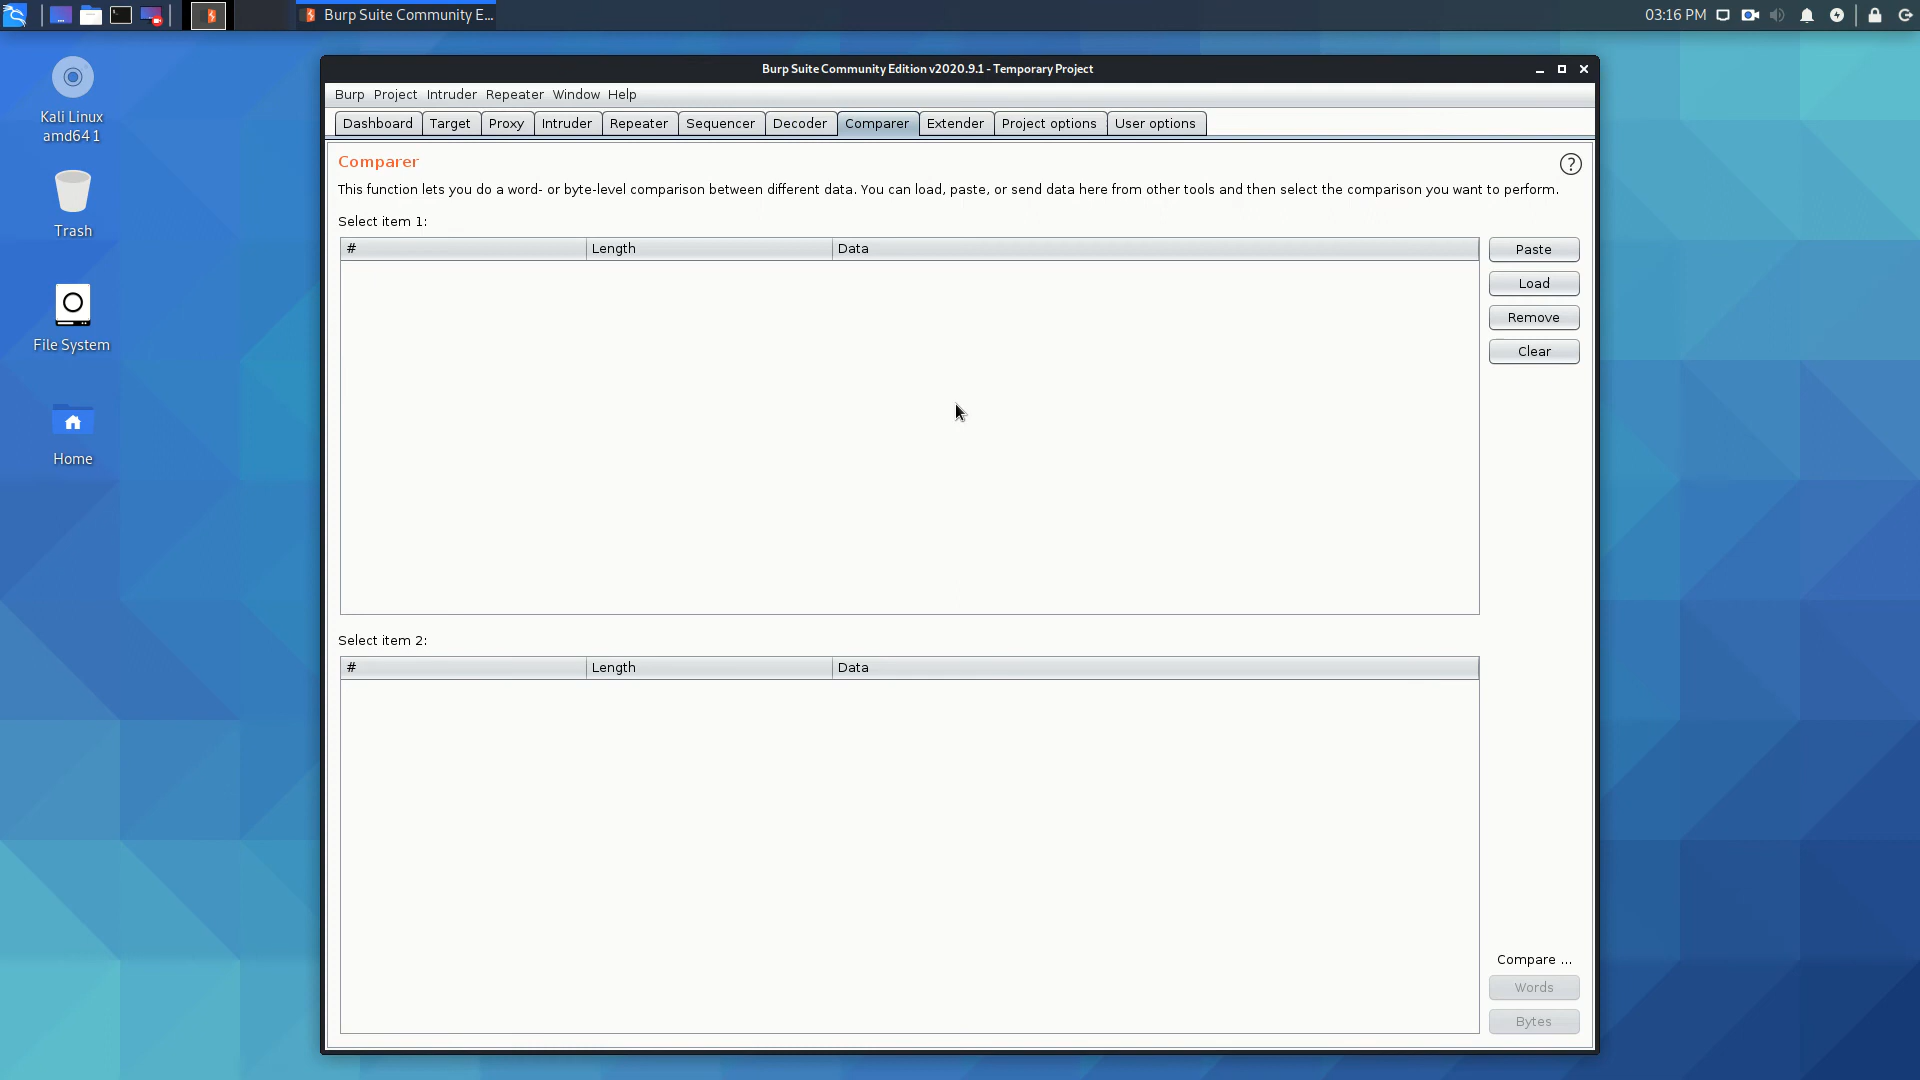 Burp Suite Community E...
03:16 PM
Kali Linux
amd64 1
Trash
File System
Home
Burp Suite Community Edition v2020.9.1 - Temporary Project
Burp Project Intruder Repeater Window Help
Dashboard Target Proxy Intruder Repeater Sequencer Decoder Comparer Extender Project options User options
Comparer
?
This function lets you do a word- or byte-level comparison between different data. You can load, paste, or send data here from other tools and then select the comparison you want to perform.
Select item 1:
# Length Data
Paste
Load
Remove
Clear
Select item 2:
# Length Data
Compare ...
Words
Bytes